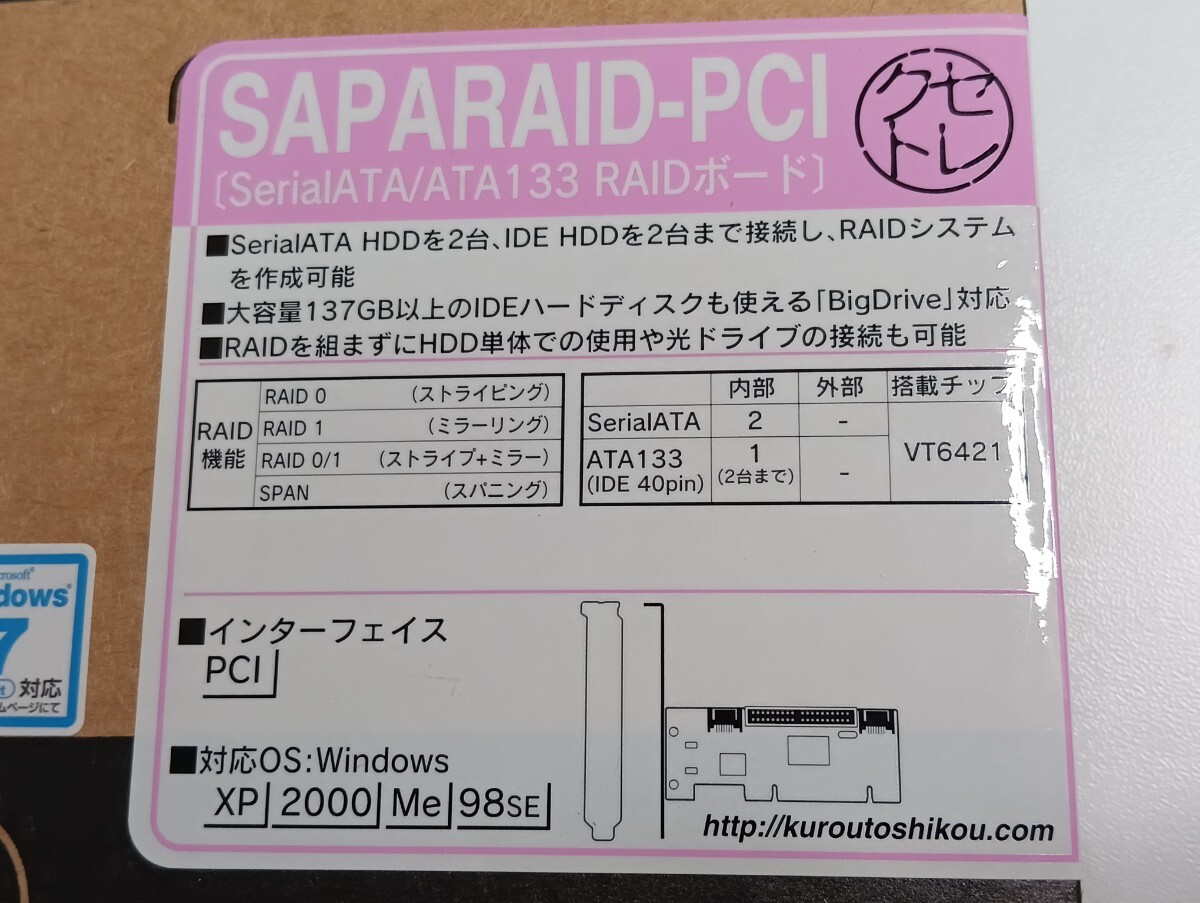 SAPARAID-PCI
セレクト
〔SerialATA/ATA133 RAIDボード〕
■SerialATA HDDを2台、IDE HDDを2台まで接続し、RAIDシステム
を作成可能
■大容量137GB以上のIDEハードディスクも使える「BigDrive」対応
■RAIDを組まずにHDD単体での使用や光ドライブの接続も可能
RAID
機能
RAID 0 (ストライピング)
RAID 1 (ミラーリング)
RAID 0/1 (ストライプ+ミラー)
SPAN (スパニング)
内部 外部 搭載チップ
SerialATA 2 -
ATA133
(IDE 40pin)
1
(2台まで)
-
VT6421
crosoft®
dows®
7
対応
ムページにて
■インターフェイス
PCI
■対応OS:Windows
XP 2000 Me 98SE
http://kuroutoshikou.com